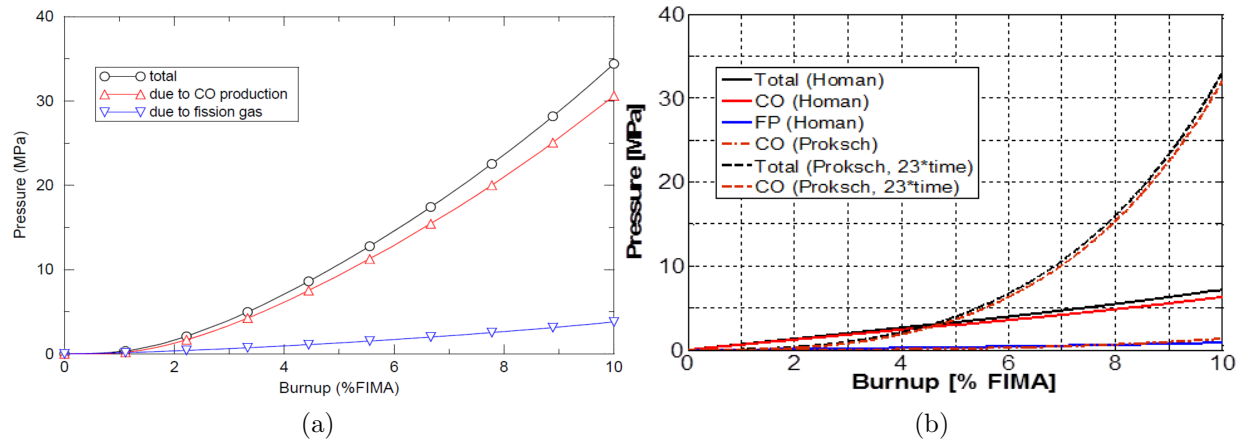 40
30
20
10
0
Pressure (MPa)
total
due to CO production
due to fission gas
0 2 4 6 8 10
Burnup (%FIMA)
(a)
40
30
20
10
0
Pressure [MPa]
Total (Homan)
CO (Homan)
FP (Homan)
CO (Proksch)
Total (Proksch, 23*time)
CO (Proksch, 23*time)
0 2 4 6 8 10
Burnup [% FIMA]
(b)